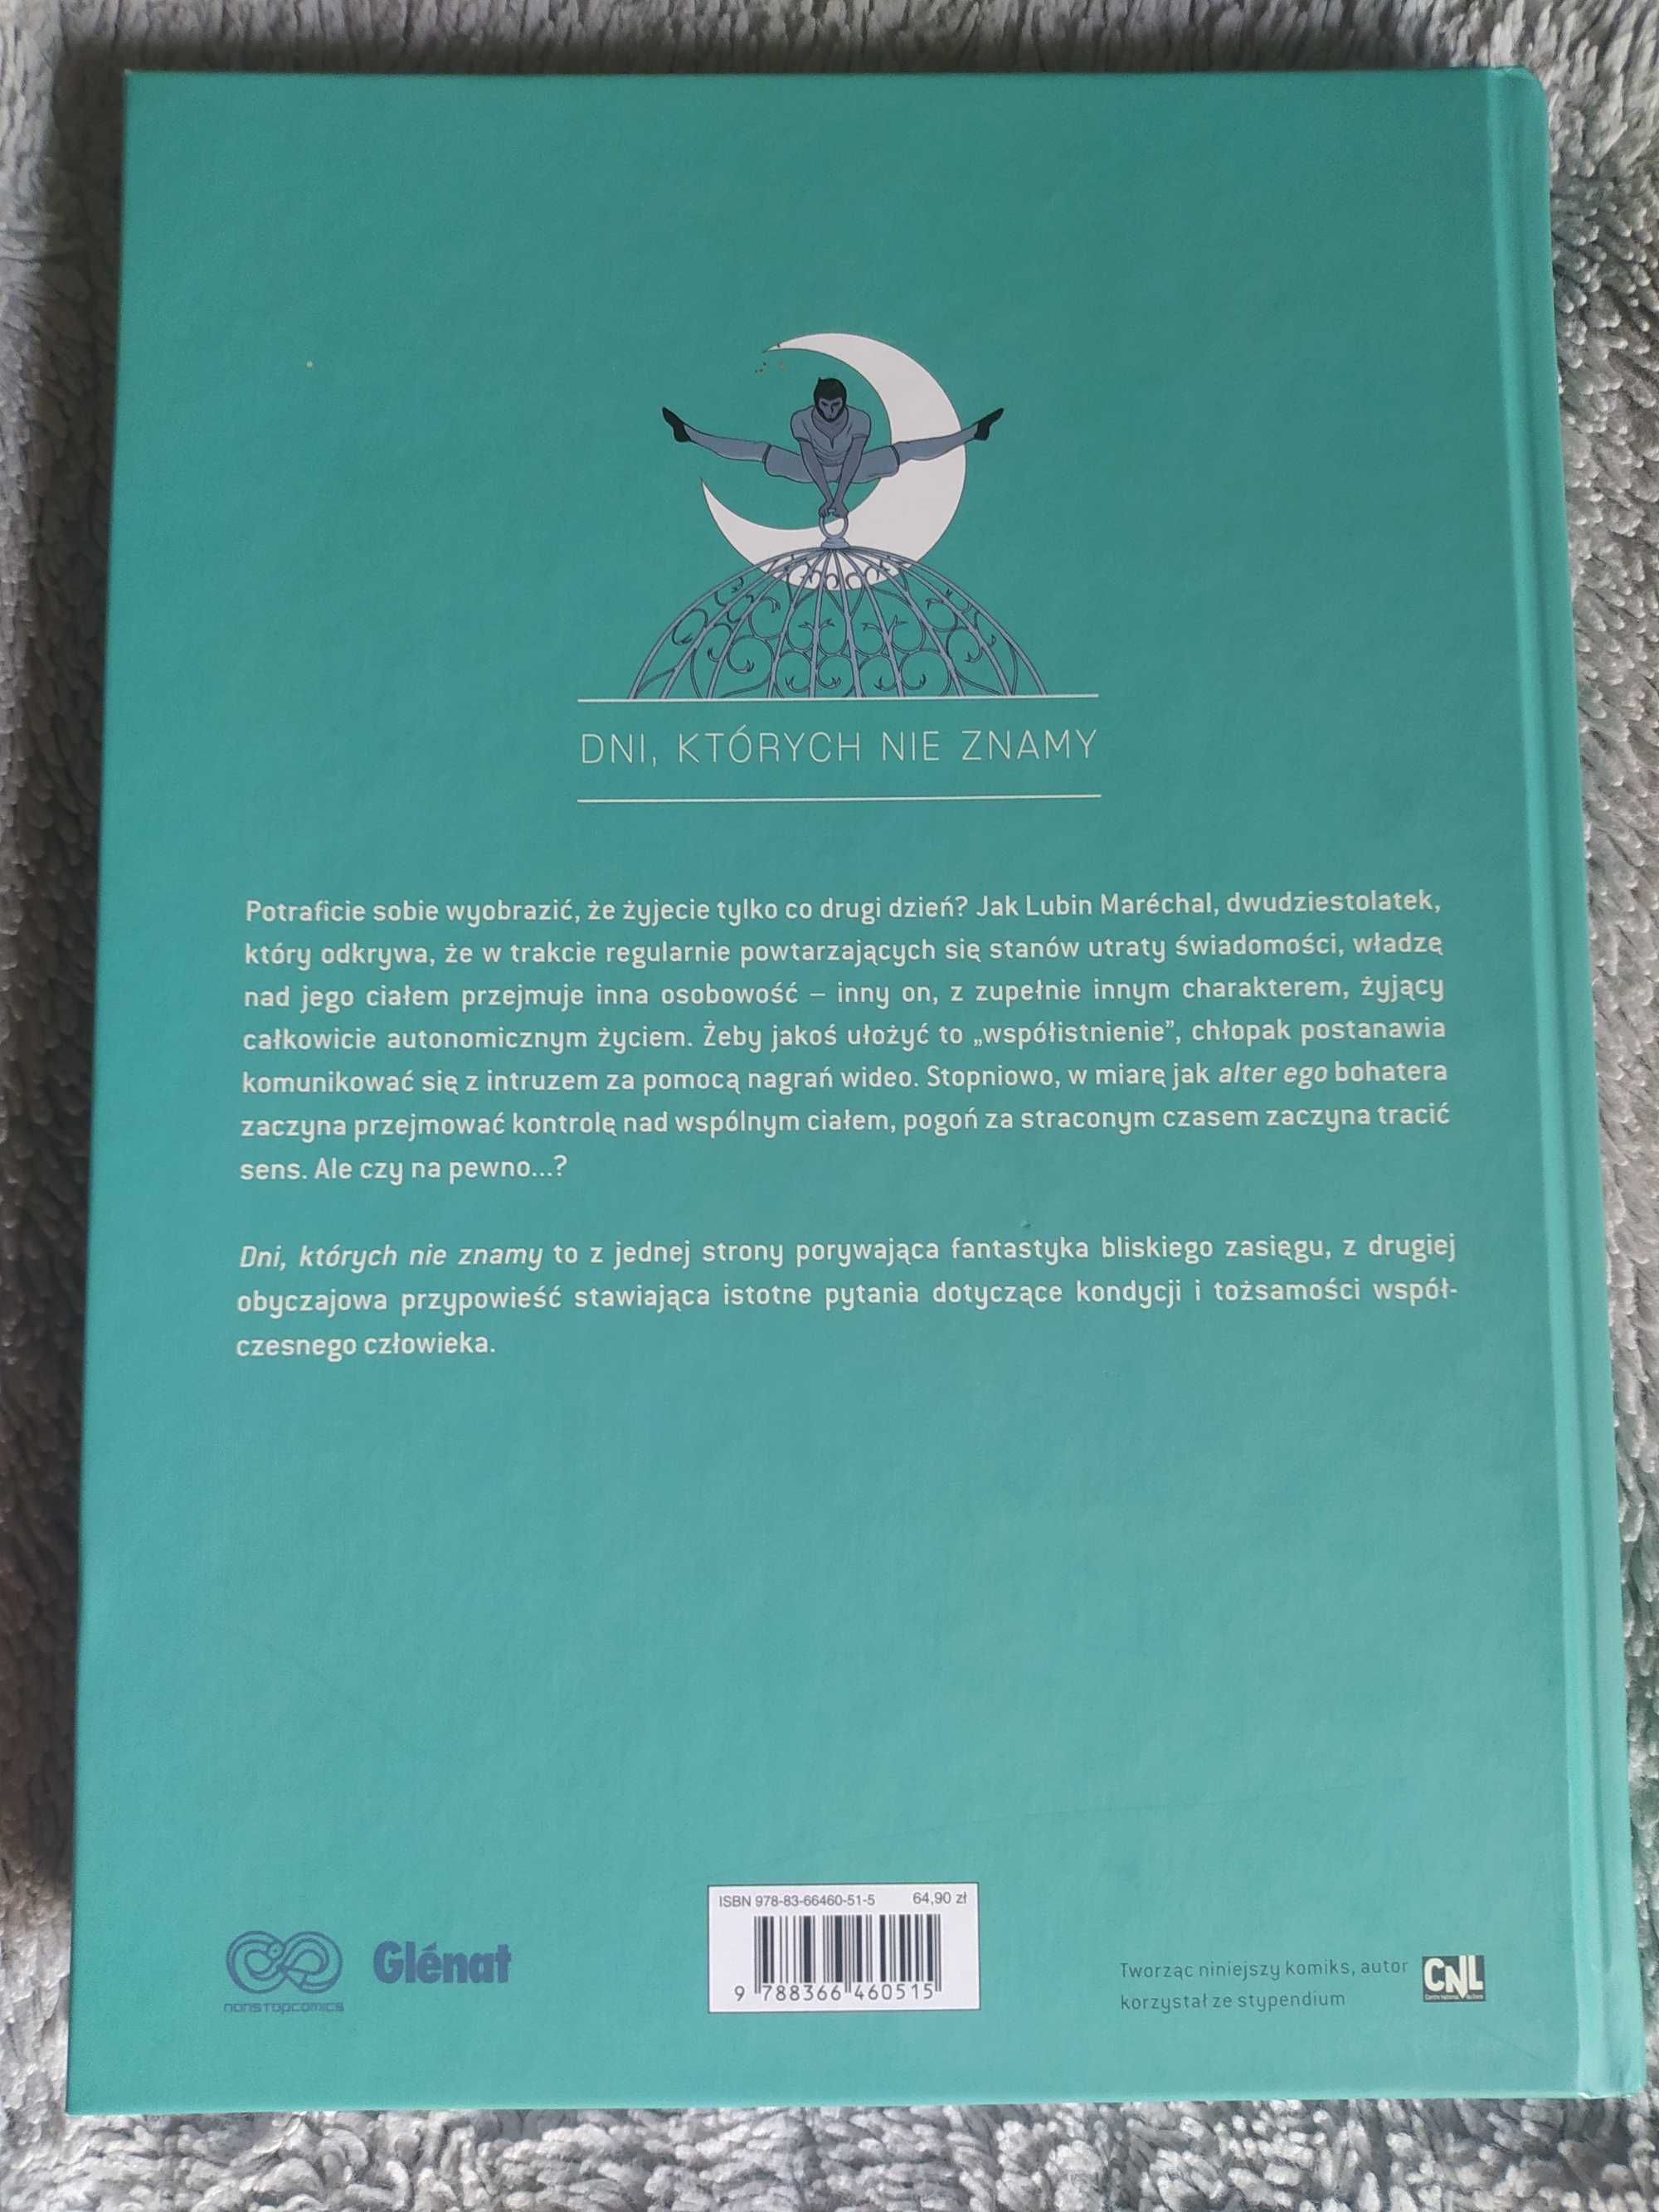 DNI, KTÓRYCH NIE ZNAMY
Potraficie sobie wyobrazić, że żyjecie tylko co drugi dzień? Jak Lubin Maréchal, dwudziestolatek,
który odkrywa, że w trakcie regularnie powtarzających się stanów utraty świadomości, władzę
nad jego ciałem przejmuje inna osobowość – inny on, z zupełnie innym charakterem, żyjący
całkowicie autonomicznym życiem. Żeby jakoś ułożyć to „współistnienie”, chłopak postanawia
komunikować się z intruzem za pomocą nagrań wideo. Stopniowo, w miarę jak alter ego bohatera
zaczyna przejmować kontrolę nad wspólnym ciałem, pogoń za straconym czasem zaczyna tracić
sens. Ale czy na pewno...?
Dni, których nie znamy to z jednej strony porywająca fantastyka bliskiego zasięgu, z drugiej
obyczajowa przypowieść stawiająca istotne pytania dotyczące kondycji i tożsamości współ-
czesnego człowieka.
nonstopcomics
Glénat
ISBN 978-83-66460-51-5 64,90 zł
9 788366 460515
Tworząc niniejszy komiks, autor
korzystał ze stypendium
CNL